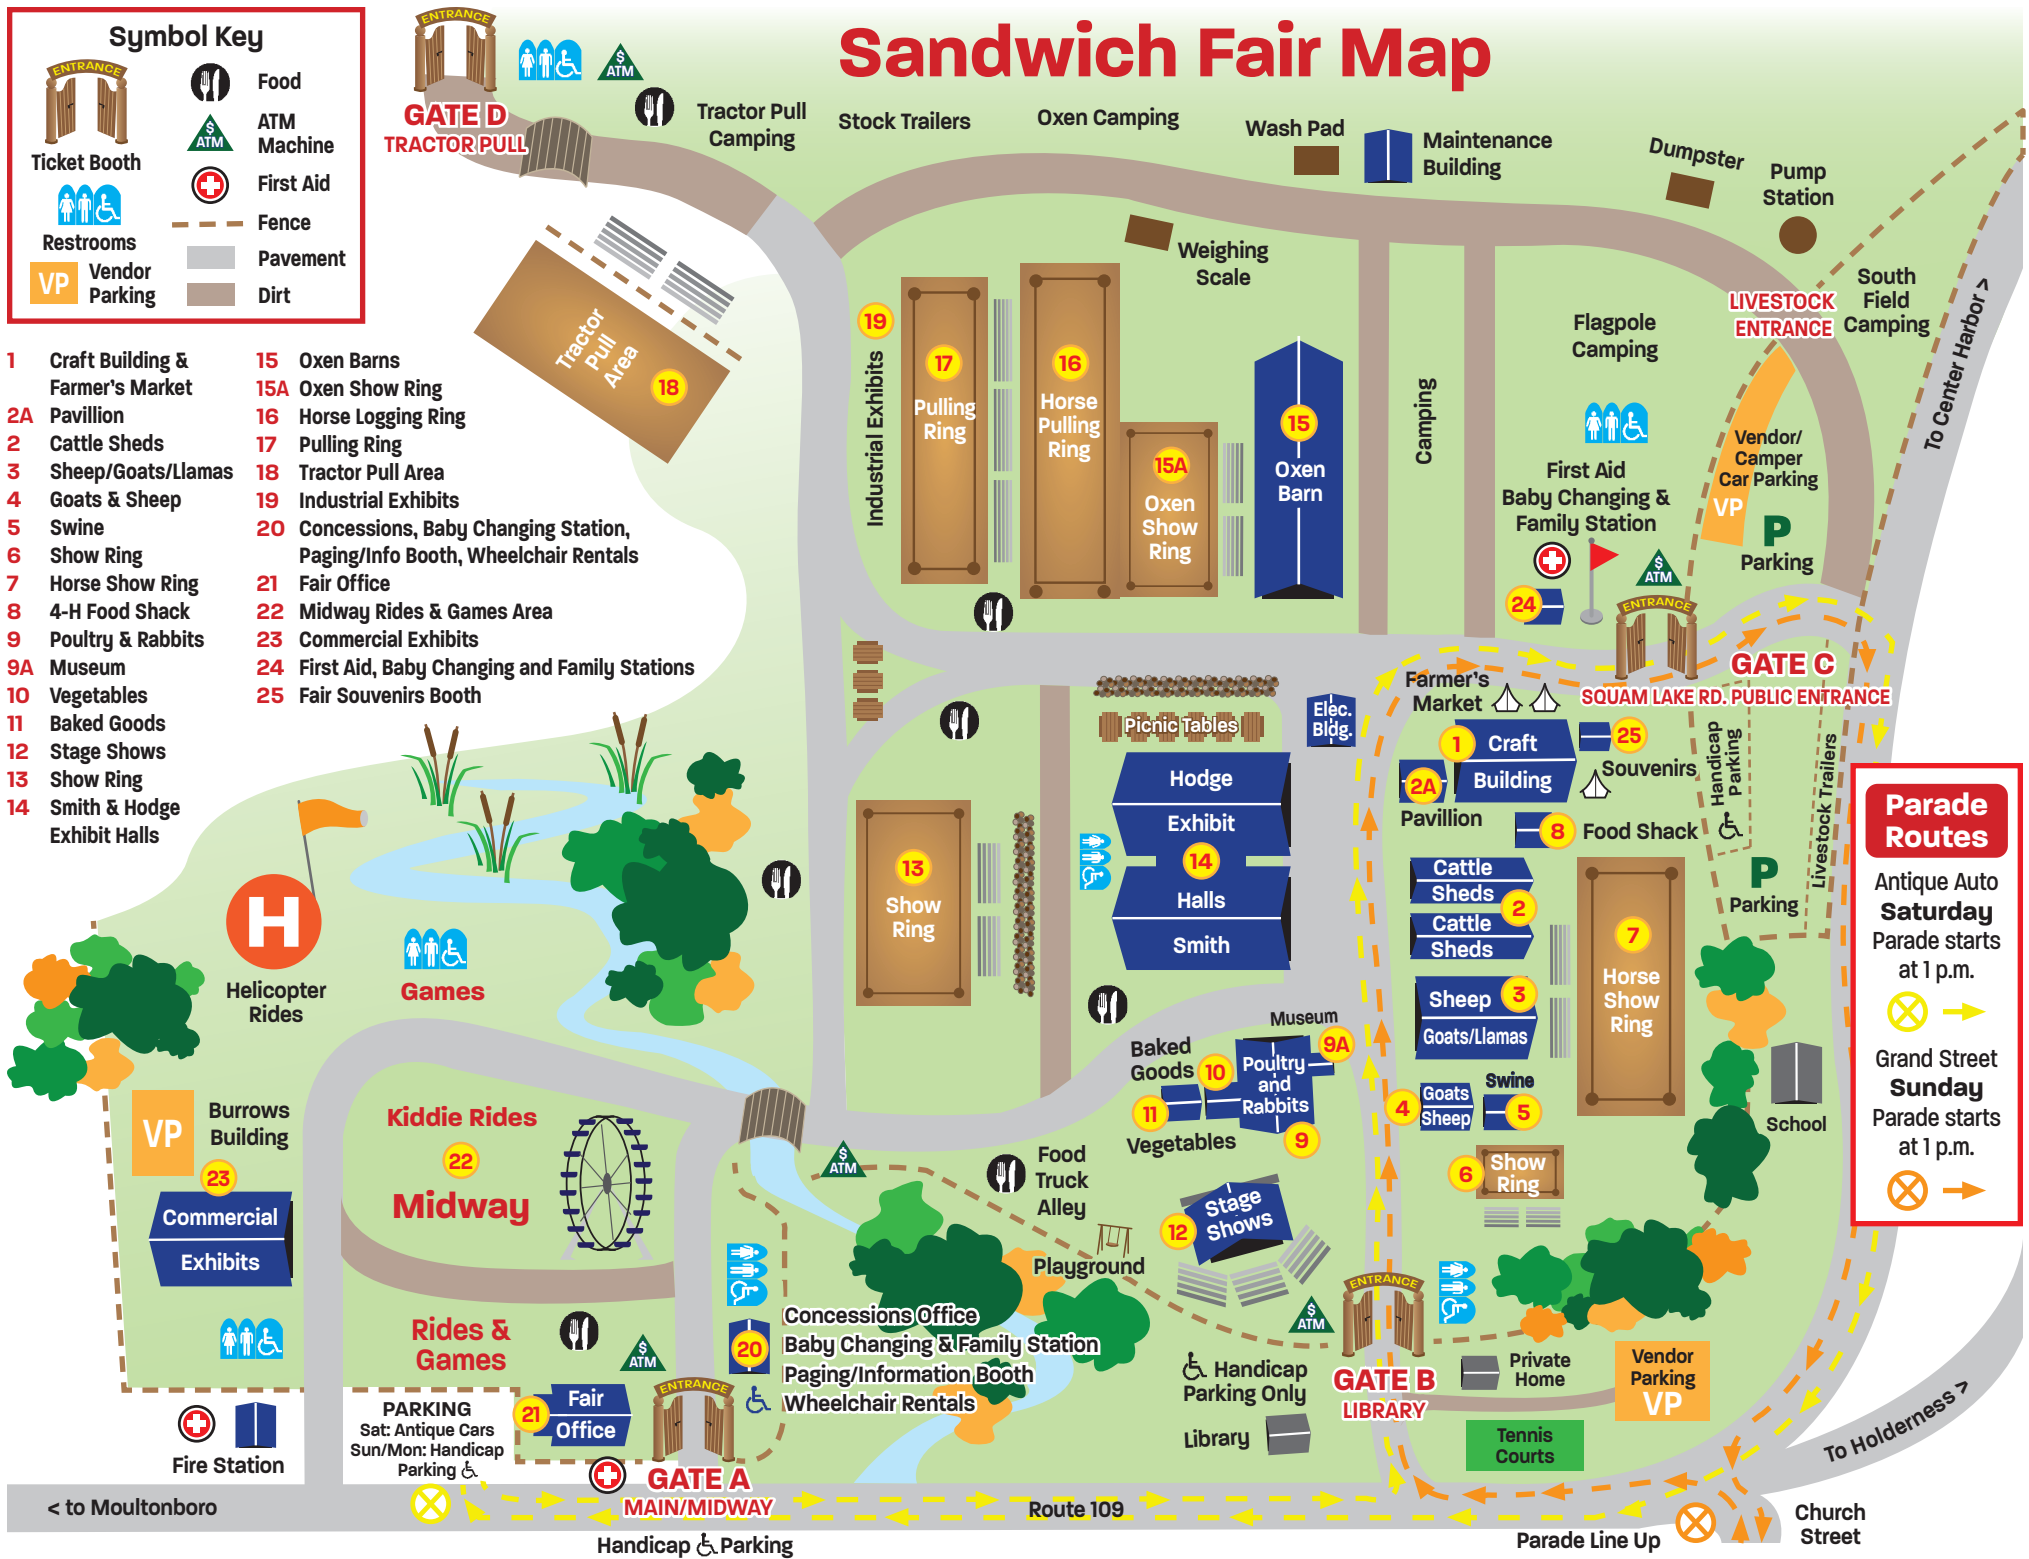 Sandwich Fair Map
Symbol Key
ENTRANCE
Ticket Booth
Restrooms
VP
Vendor
Parking
Food
$
ATM
ATM
Machine
First Aid
Fence
Pavement
Dirt
1 Craft Building &
Farmer's Market
2A Pavillion
2 Cattle Sheds
3 Sheep/Goats/Llamas
4 Goats & Sheep
5 Swine
6 Show Ring
7 Horse Show Ring
8 4-H Food Shack
9 Poultry & Rabbits
9A Museum
10 Vegetables
11 Baked Goods
12 Stage Shows
13 Show Ring
14 Smith & Hodge
Exhibit Halls
15 Oxen Barns
15A Oxen Show Ring
16 Horse Logging Ring
17 Pulling Ring
18 Tractor Pull Area
19 Industrial Exhibits
20 Concessions, Baby Changing Station,
Paging/Info Booth, Wheelchair Rentals
21 Fair Office
22 Midway Rides & Games Area
23 Commercial Exhibits
24 First Aid, Baby Changing and Family Stations
25 Fair Souvenirs Booth
ENTRANCE
GATE D
TRACTOR PULL
$
ATM
Tractor Pull
Camping
Stock Trailers
Oxen Camping
Wash Pad
Maintenance
Building
Dumpster
Pump
Station
Weighing
Scale
South
Field
Camping
LIVESTOCK
ENTRANCE
To Center Harbor >
Tractor
Pull
Area
18
19
Industrial Exhibits
17
Pulling
Ring
16
Horse
Pulling
Ring
15A
Oxen
Show
Ring
15
Oxen
Barn
Camping
Flagpole
Camping
First Aid
Baby Changing &
Family Station
24
$
ATM
Vendor/
Camper
Car Parking
VP
P
Parking
ENTRANCE
GATE C
SQUAM LAKE RD. PUBLIC ENTRANCE
Farmer's
Market
Elec.
Bldg.
Picnic Tables
1
Craft
Building
25
Souvenirs
2A
Pavillion
8
Food Shack
Handicap
Parking
Livestock Trailers
P
Parking
Hodge
Exhibit
14
Halls
Smith
13
Show
Ring
Cattle
Sheds
2
Cattle
Sheds
Sheep
3
Goats/Llamas
7
Horse
Show
Ring
4
Goats
Sheep
Swine
5
6
Show
Ring
School
Museum
9A
Baked
Goods
10
Poultry
and
Rabbits
11
Vegetables
9
Food
Truck
Alley
$
ATM
Playground
12
Stage
Shows
$
ATM
ENTRANCE
GATE B
LIBRARY
Handicap
Parking Only
Library
Private
Home
Vendor
Parking
VP
Tennis
Courts
H
Helicopter
Rides
Games
VP
Burrows
Building
23
Commercial
Exhibits
Kiddie Rides
22
Midway
Rides &
Games
$
ATM
20
Concessions Office
Baby Changing & Family Station
Paging/Information Booth
Wheelchair Rentals
Fire Station
PARKING
Sat: Antique Cars
Sun/Mon: Handicap
Parking
21
Fair
Office
ENTRANCE
GATE A
MAIN/MIDWAY
< to Moultonboro
Route 109
Handicap Parking
Parade Line Up
Church
Street
To Holderness >
Parade
Routes
Antique Auto
Saturday
Parade starts
at 1 p.m.
Grand Street
Sunday
Parade starts
at 1 p.m.